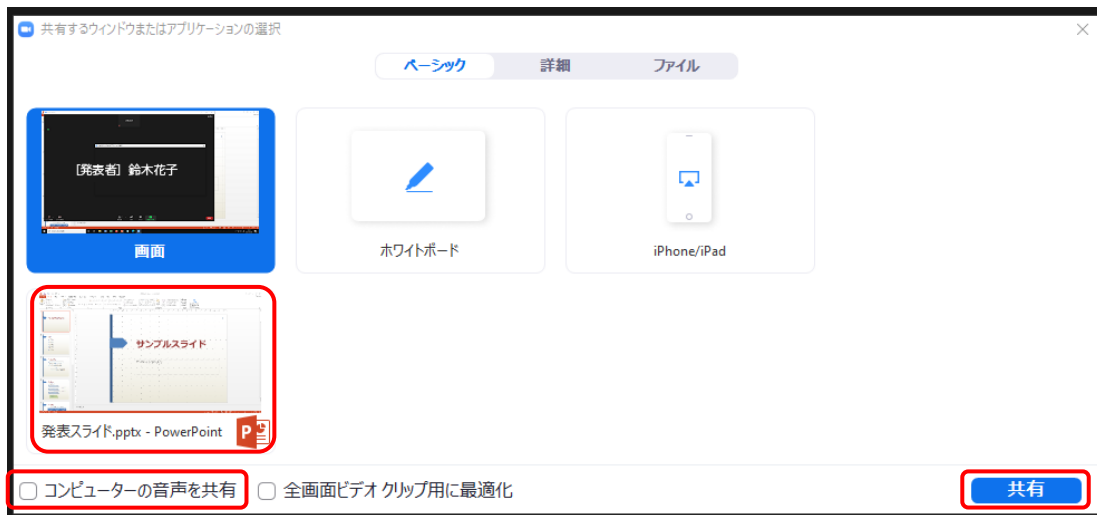 共有するウィンドウまたはアプリケーションの選択
ベーシック 詳細 ファイル
[発表者] 鈴木花子
画面
ホワイトボード
iPhone/iPad
サンプルスライド
発表スライド.pptx - PowerPoint
コンピューターの音声を共有 全画面ビデオ クリップ用に最適化 共有